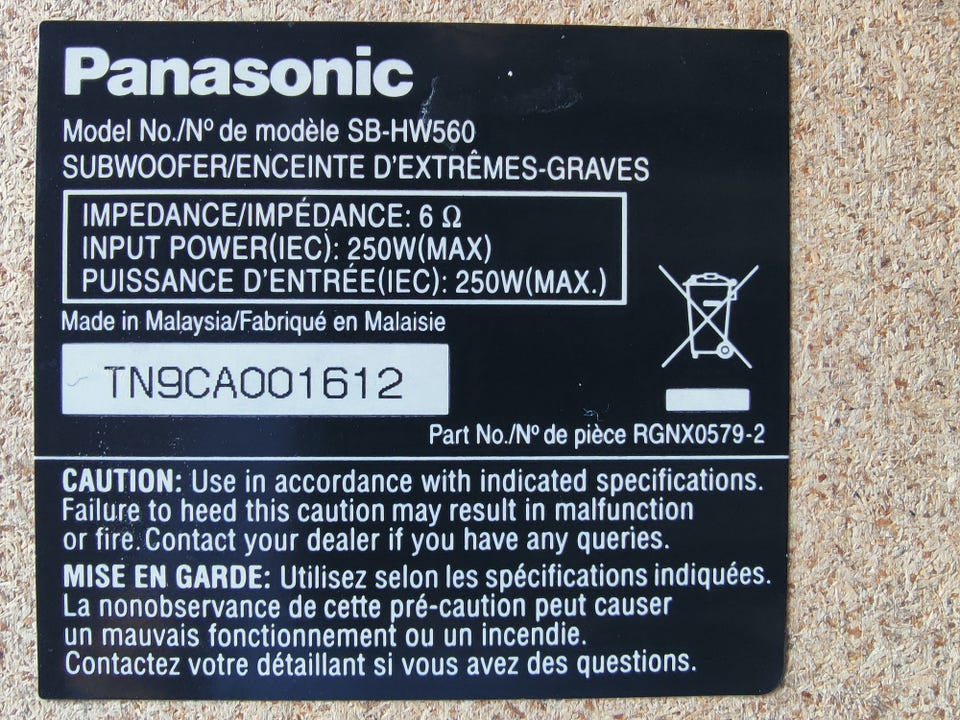 Panasonic
Model No./Nº de modèle SB-HW560
SUBWOOFER/ENCEINTE D'EXTRÊMES-GRAVES
IMPEDANCE/IMPÉDANCE: 6 Ω
INPUT POWER(IEC): 250W(MAX)
PUISSANCE D'ENTRÉE(IEC): 250W(MAX.)
Made in Malaysia/Fabriqué en Malaisie
TN9CA001612
Part No./Nº de pièce RGNX0579-2
CAUTION: Use in accordance with indicated specifications.
Failure to heed this caution may result in malfunction
or fire. Contact your dealer if you have any queries.
MISE EN GARDE: Utilisez selon les spécifications indiquées.
La nonobservance de cette pré-caution peut causer
un mauvais fonctionnement ou un incendie.
Contactez votre détaillant si vous avez des questions.